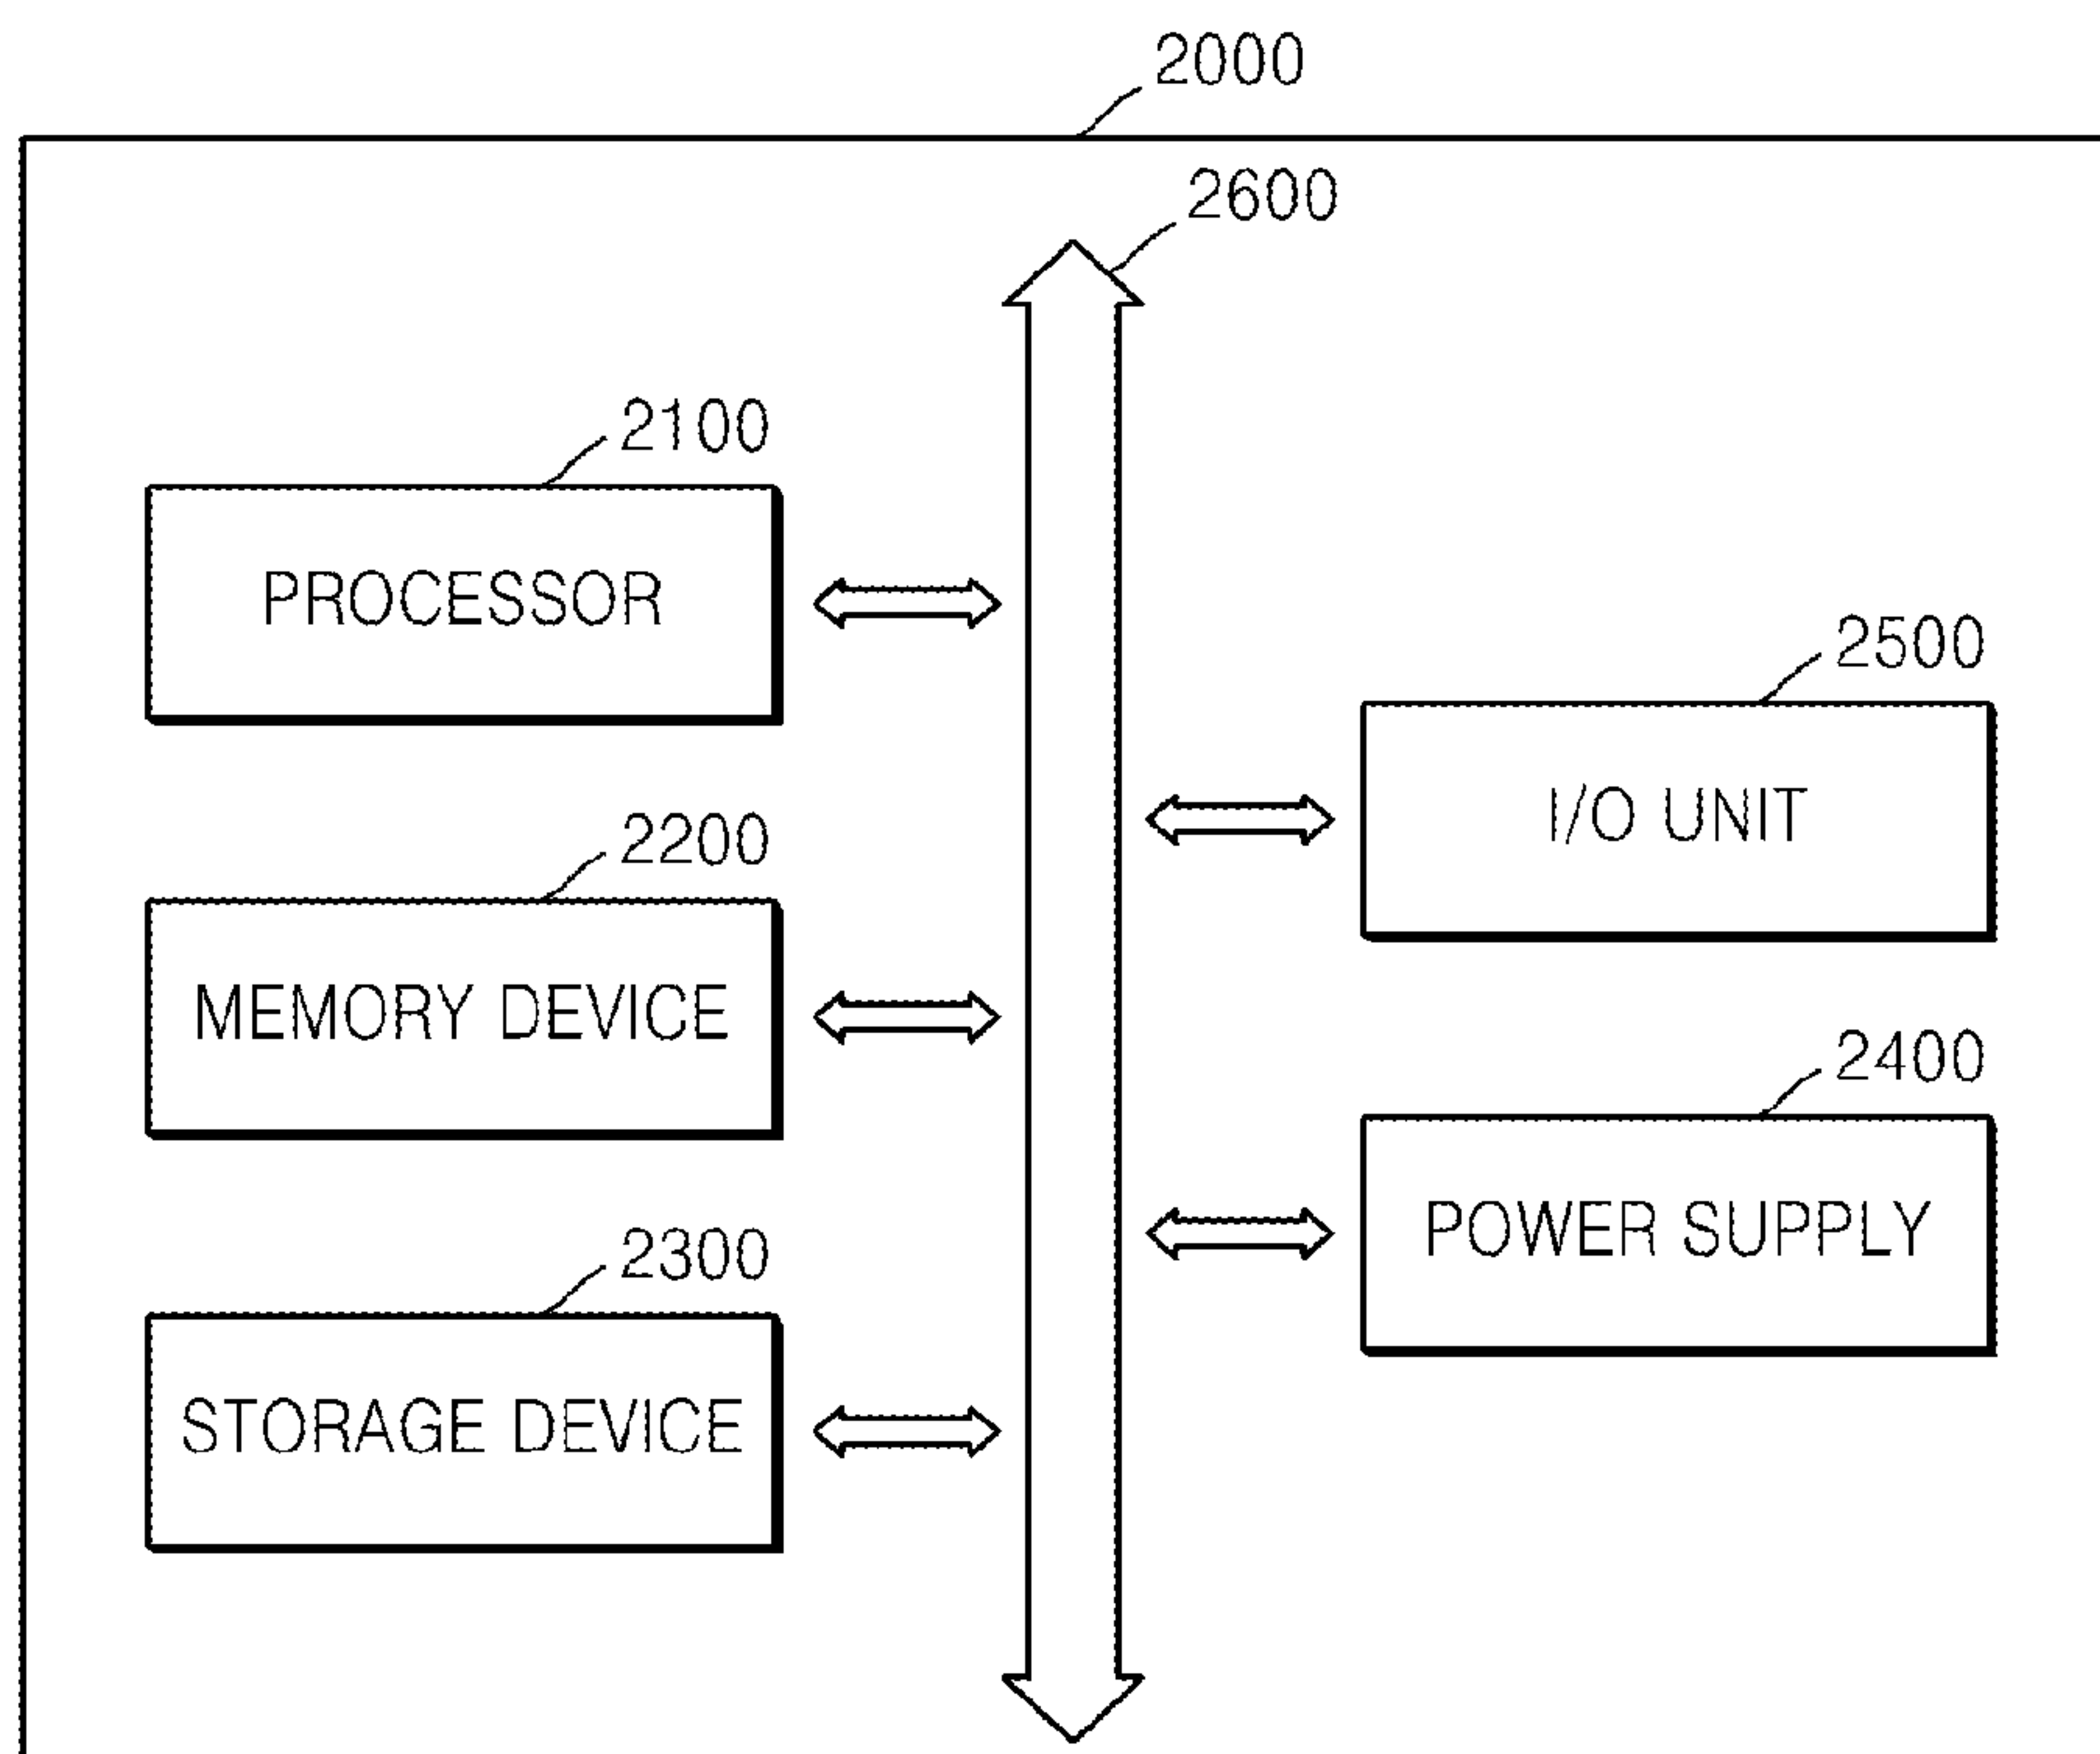 2000
2600
2100
PROCESSOR
2500
I/O UNIT
2200
MEMORY DEVICE
2400
POWER SUPPLY
2300
STORAGE DEVICE